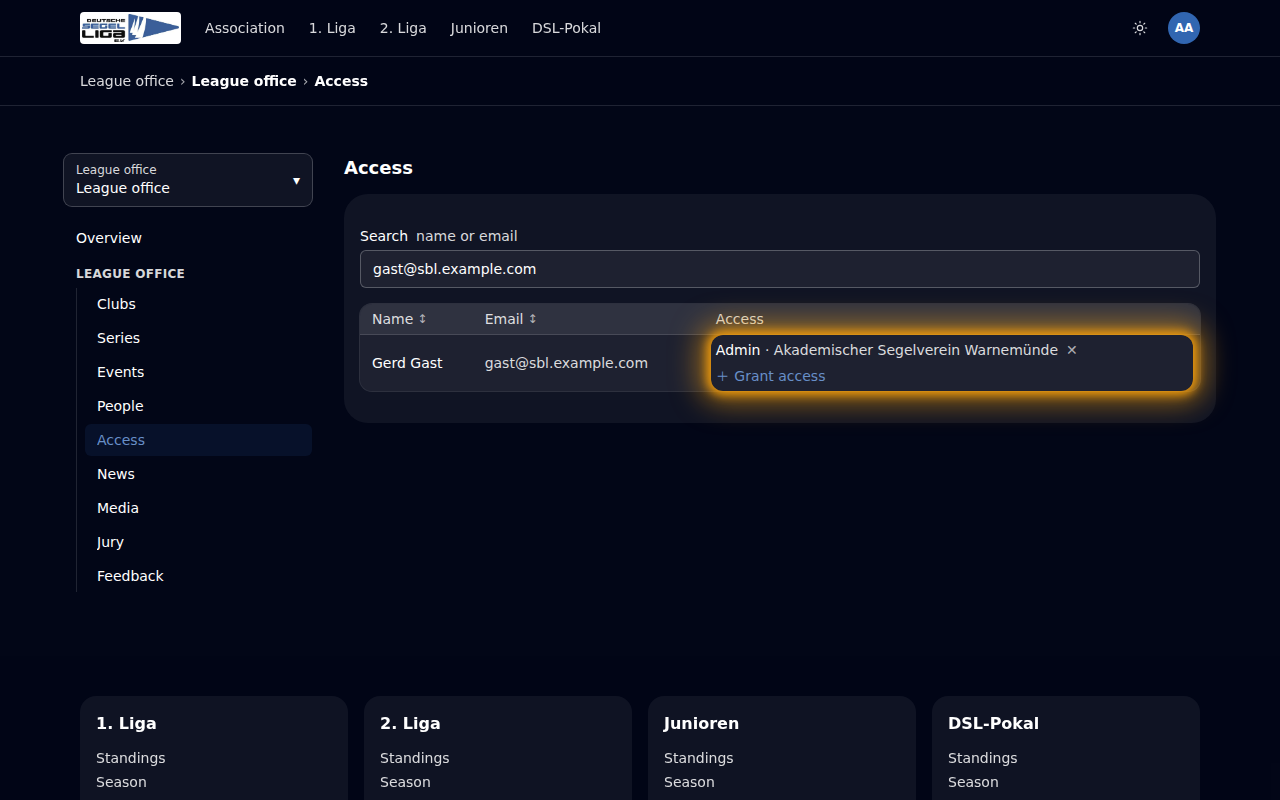 DEUTSCHE
SEGEL
LIGA
e.V.
Association
1. Liga
2. Liga
Junioren
DSL-Pokal
AA
League office › League office › Access
League office
League office
Overview
LEAGUE OFFICE
Clubs
Series
Events
People
Access
News
Media
Jury
Feedback
Access
Search name or email
gast@sbl.example.com
Name ↕ Email ↕ Access
Gerd Gast gast@sbl.example.com Admin · Akademischer Segelverein Warnemünde ✕
+ Grant access
1. Liga
Standings
Season
2. Liga
Standings
Season
Junioren
Standings
Season
DSL-Pokal
Standings
Season